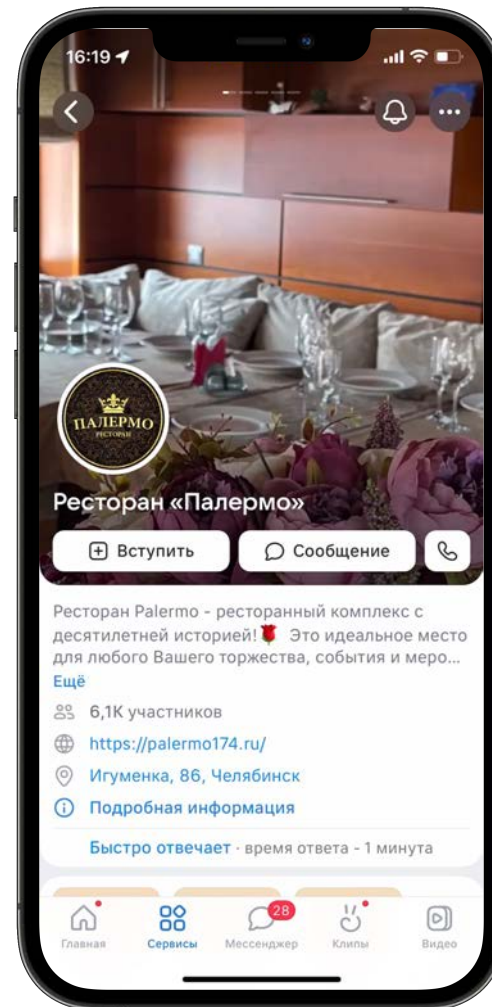 16:19
ПАЛЕРМО
РЕСТОРАН
Ресторан «Палермо»
Вступить
Сообщение
Ресторан Palermo - ресторанный комплекс с
десятилетней историей!🌹 Это идеальное место
для любого Вашего торжества, события и меро...
Ещё
6,1K участников
https://palermo174.ru/
Игуменка, 86, Челябинск
Подробная информация
Быстро отвечает · время ответа - 1 минута
28
Главная
Сервисы
Мессенджер
Клипы
Видео